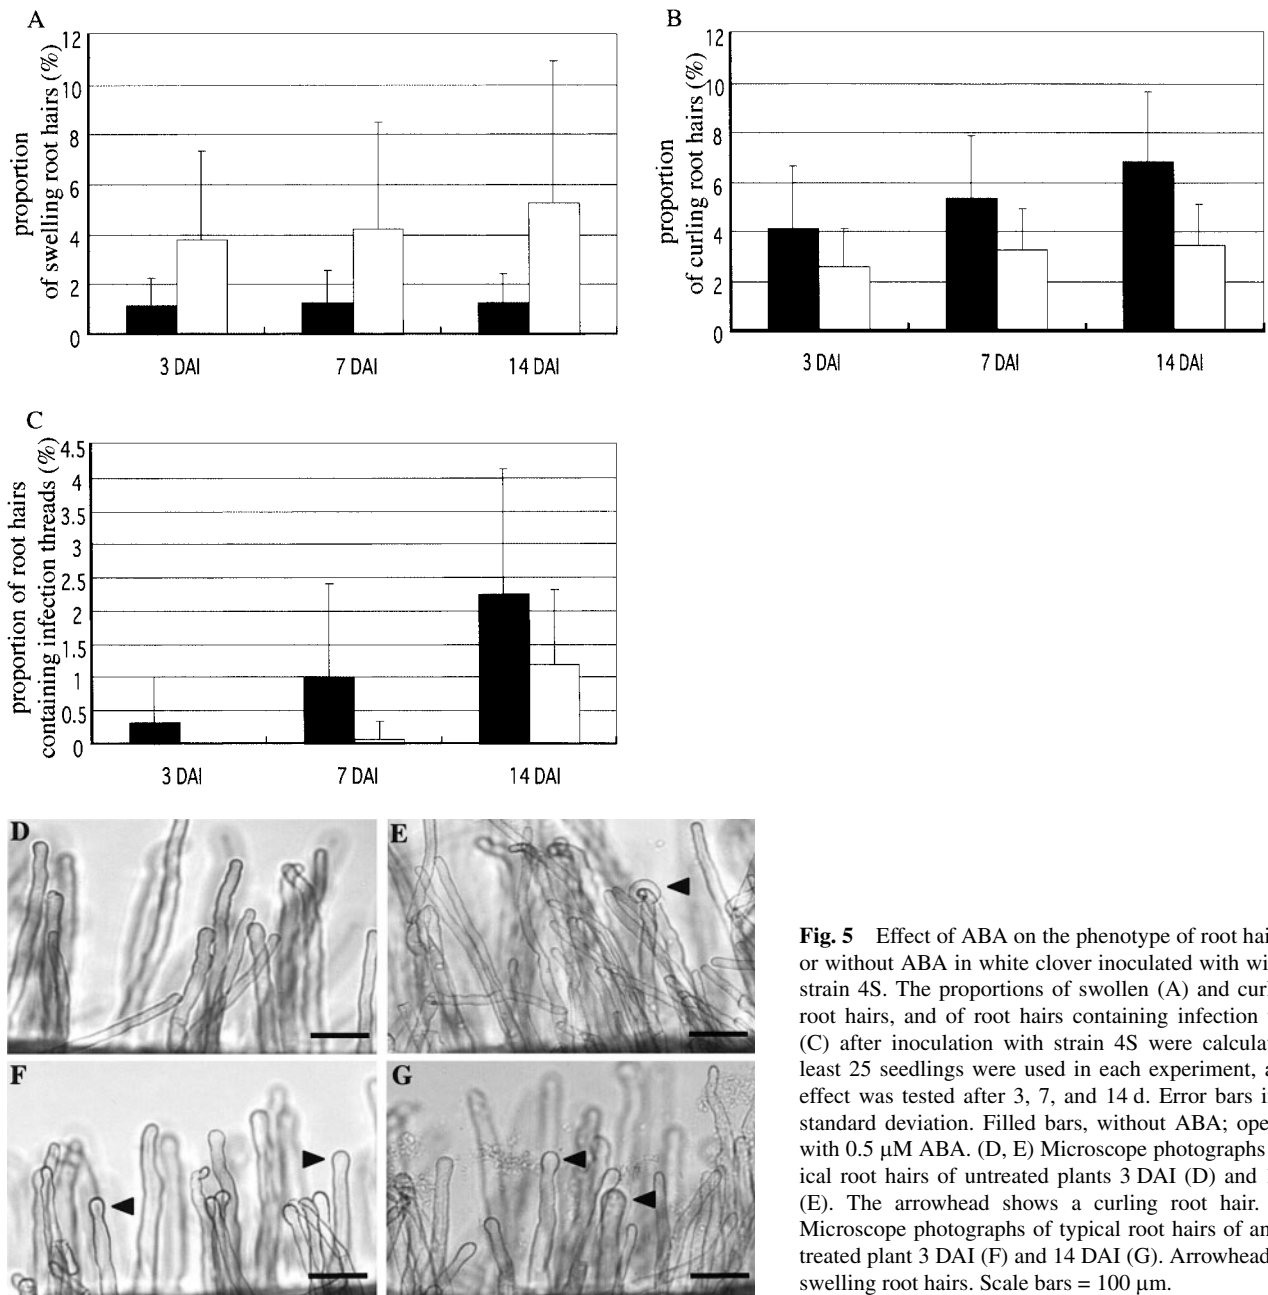 A
proportion
of swelling root hairs (%)
12
10
8
6
4
2
0
3 DAI
7 DAI
14 DAI
B
proportion
of curling root hairs (%)
12
10
8
6
4
2
0
3 DAI
7 DAI
14 DAI
C
proportion of root hairs
containing infection threads (%)
4.5
4
3.5
3
2.5
2
1.5
1
0.5
0
3 DAI
7 DAI
14 DAI
D
E
F
G
Fig. 5 Effect of ABA on the phenotype of root hair
or without ABA in white clover inoculated with wi
strain 4S. The proportions of swollen (A) and curl
root hairs, and of root hairs containing infection
(C) after inoculation with strain 4S were calculat
least 25 seedlings were used in each experiment, a
effect was tested after 3, 7, and 14 d. Error bars i
standard deviation. Filled bars, without ABA; ope
with 0.5 μM ABA. (D, E) Microscope photographs
ical root hairs of untreated plants 3 DAI (D) and
(E). The arrowhead shows a curling root hair.
Microscope photographs of typical root hairs of an
treated plant 3 DAI (F) and 14 DAI (G). Arrowhead
swelling root hairs. Scale bars = 100 μm.